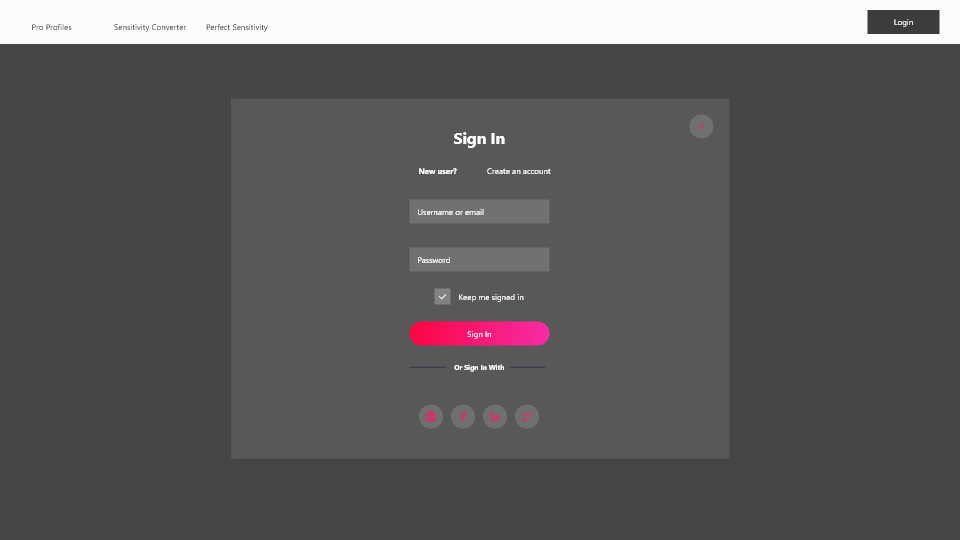 Pro Profiles Sensitivity Converter Perfect Sensitivity Login
Sign In
New user? Create an account
Username or email
Password
Keep me signed in
Sign In
Or Sign In With